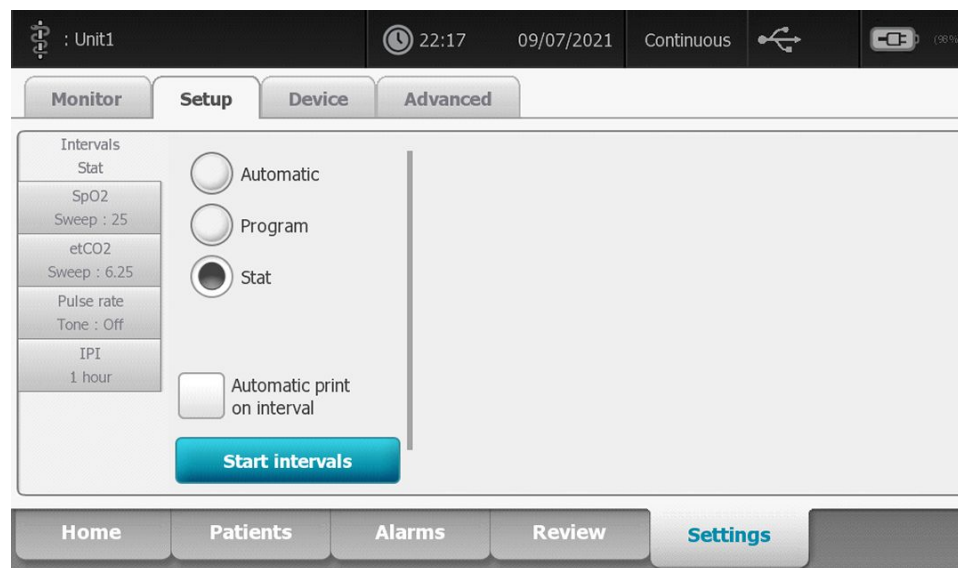 : Unit1
22:17
09/07/2021
Continuous
(98%
Monitor
Setup
Device
Advanced
Intervals
Stat
SpO2
Sweep : 25
etCO2
Sweep : 6.25
Pulse rate
Tone : Off
IPI
1 hour
Automatic
Program
Stat
Automatic print
on interval
Start intervals
Home
Patients
Alarms
Review
Settings